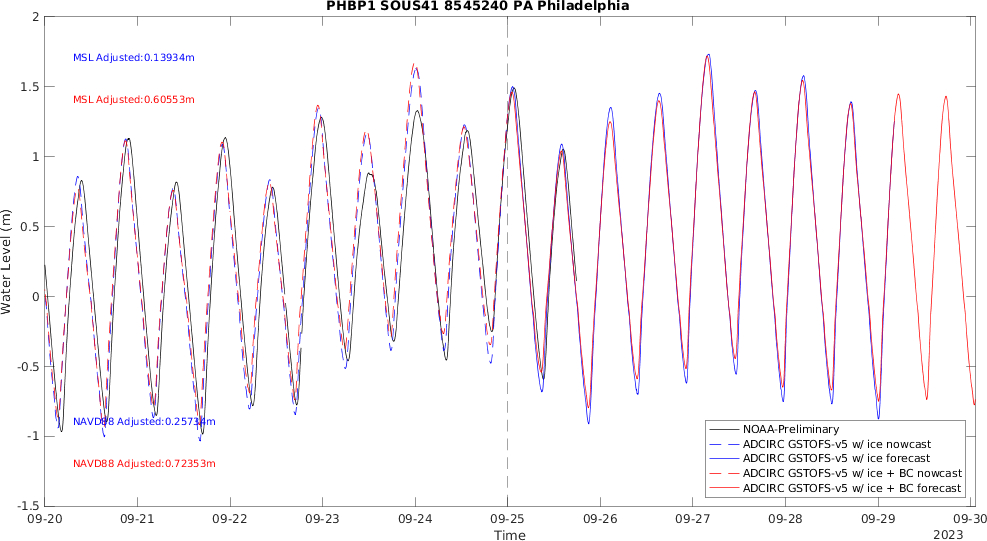 PHBP1 SOUS41 8545240 PA Philadelphia
2
1.5
1
0.5
0
-0.5
-1
-1.5
Water Level (m)
MSL Adjusted:0.13934m
MSL Adjusted:0.60553m
NAVD88 Adjusted:0.25734m
NAVD88 Adjusted:0.72353m
NOAA-Preliminary
ADCIRC GSTOFS-v5 w/ ice nowcast
ADCIRC GSTOFS-v5 w/ ice forecast
ADCIRC GSTOFS-v5 w/ ice + BC nowcast
ADCIRC GSTOFS-v5 w/ ice + BC forecast
09-20 09-21 09-22 09-23 09-24 09-25 09-26 09-27 09-28 09-29 09-30
Time
2023